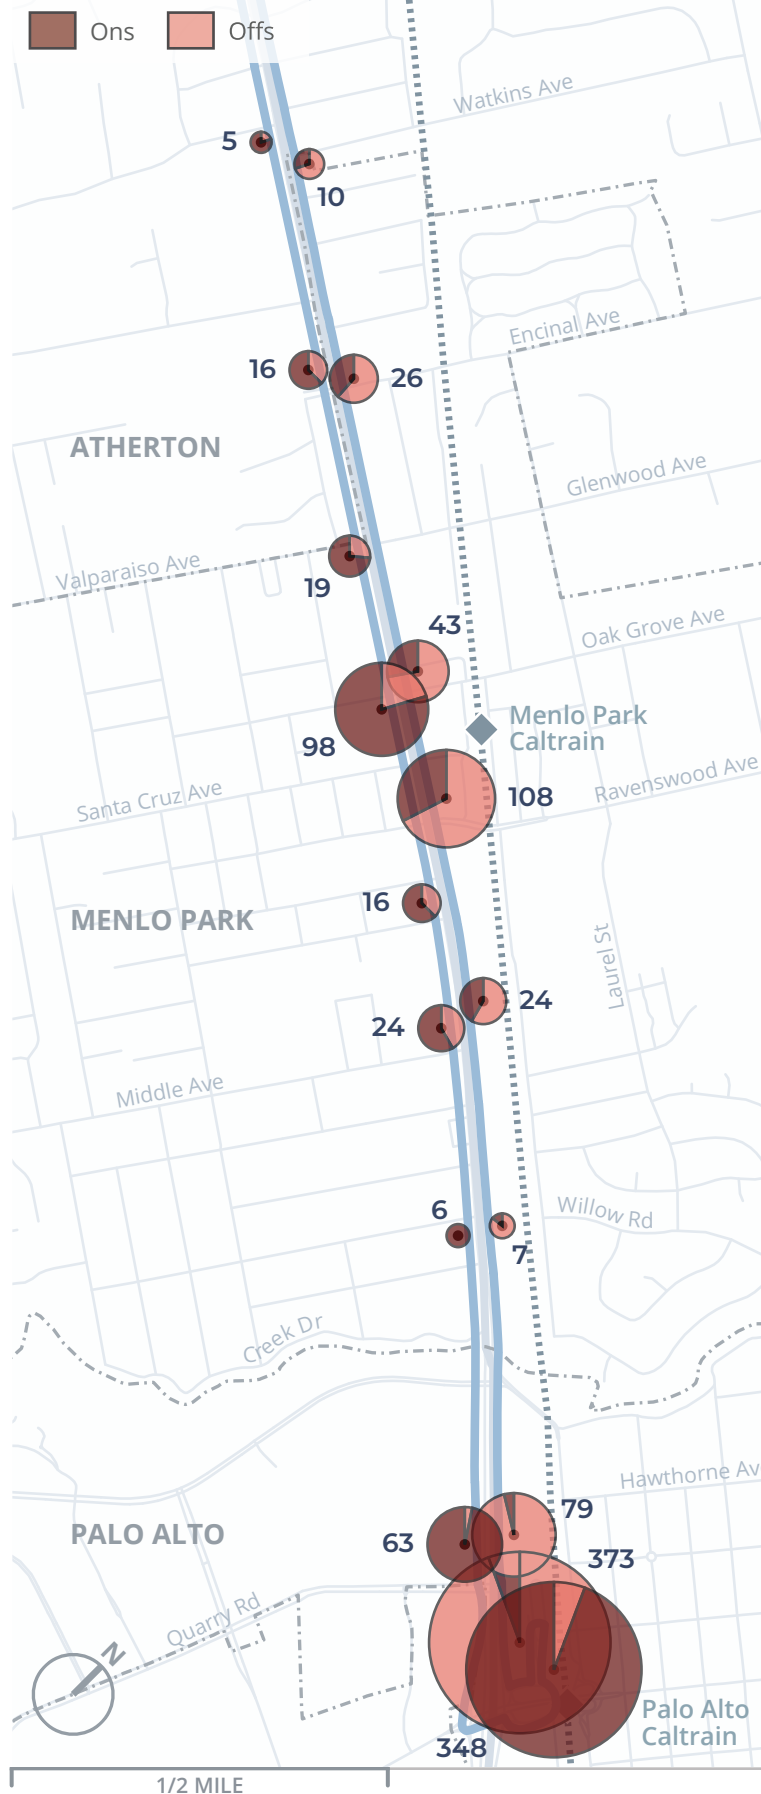 Ons
Offs
Watkins Ave
5
10
Encinal Ave
16
26
ATHERTON
Glenwood Ave
Valparaiso Ave
19
43
Oak Grove Ave
98
Menlo Park
Caltrain
Santa Cruz Ave
108
Ravenswood Ave
16
MENLO PARK
Laurel St
24
24
Middle Ave
6
7
Willow Rd
Creek Dr
Hawthorne Av
79
63
PALO ALTO
373
Quarry Rd
N
Palo Alto
Caltrain
348
1/2 MILE